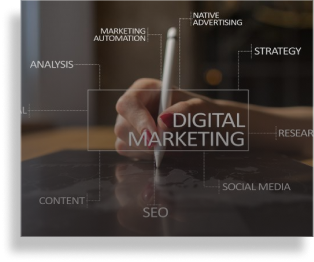 NATIVE
ADVERTISING
MARKETING
AUTOMATION
STRATEGY
ANALYSIS
DIGITAL
MARKETING
CONTENT
SOCIAL MEDIA
SEO